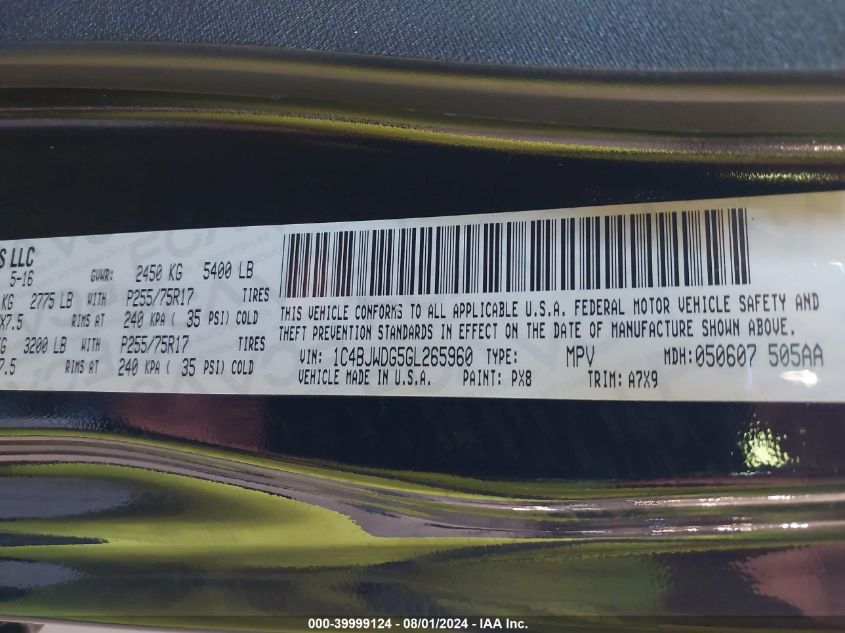 S LLC
5-16 GVWR: 2450 KG 5400 LB
KG 2775 LB WITH P255/75R17 TIRES
X7.5 RIMS AT 240 KPA ( 35 PSI) COLD
KG 3200 LB WITH P255/75R17 TIRES
7.5 RIMS AT 240 KPA ( 35 PSI) COLD
THIS VEHICLE CONFORMS TO ALL APPLICABLE U.S.A. FEDERAL MOTOR VEHICLE SAFETY AND
THEFT PREVENTION STANDARDS IN EFFECT ON THE DATE OF MANUFACTURE SHOWN ABOVE.
VIN: 1C4BJWDG5GL265960 TYPE: MPV MDH: 050607 505AA
VEHICLE MADE IN U.S.A. PAINT: PX8 TRIM: A7X9
000-39999124 - 08/01/2024 - IAA Inc.